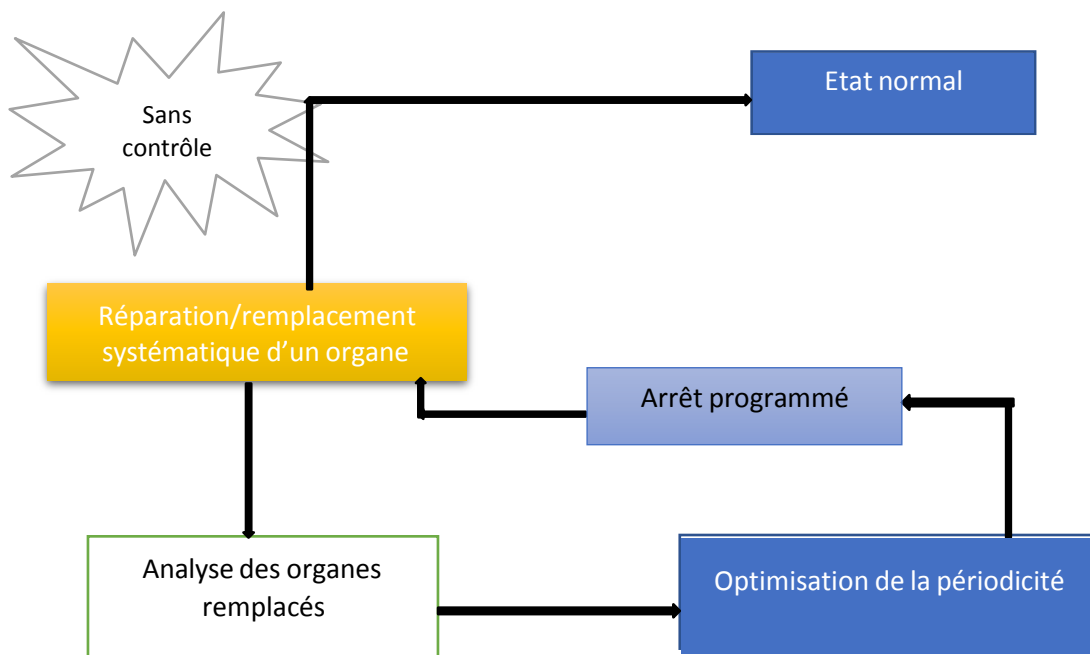 Sans
contrôle
Etat normal
Réparation/remplacement
systématique d'un organe
Arrêt programmé
Analyse des organes
remplacés
Optimisation de la périodicité